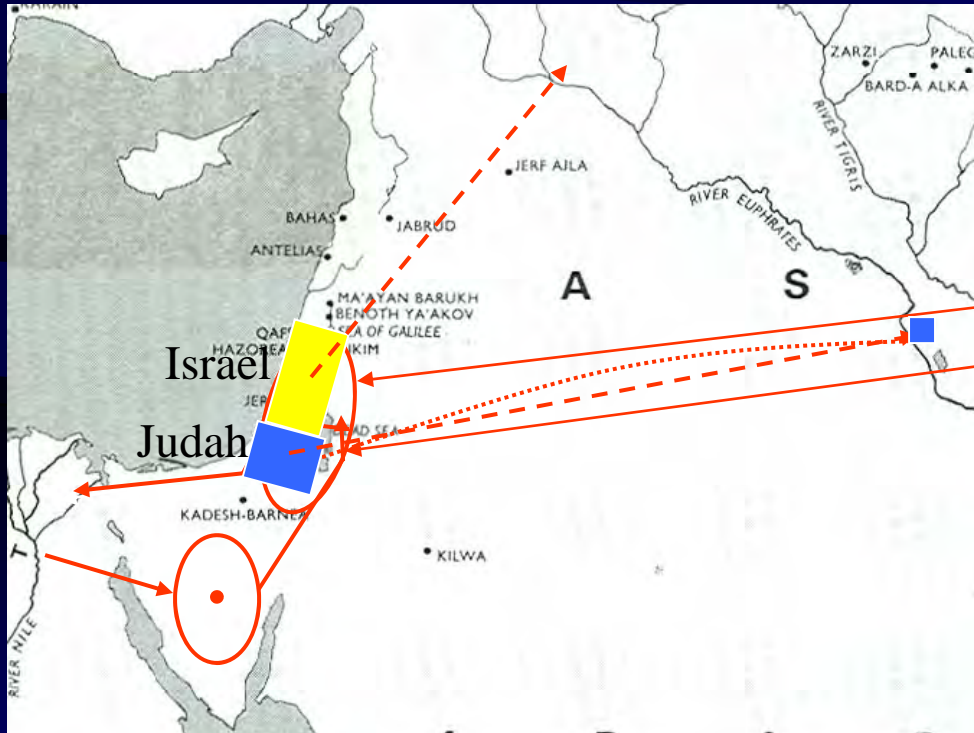 ZARZI
BARD-A ALKA
RIVER TIGRIS
JERF AJLA
RIVER EUPHRATES
BAHAS
JABRUD
ANTELIAS
A
S
MA'AYAN BARUKH
BENOTH YA'AKOV
SEA OF GALILEE
Israel
Judah
KADESH-BARNEA
KILWA
T
RIVER NILE